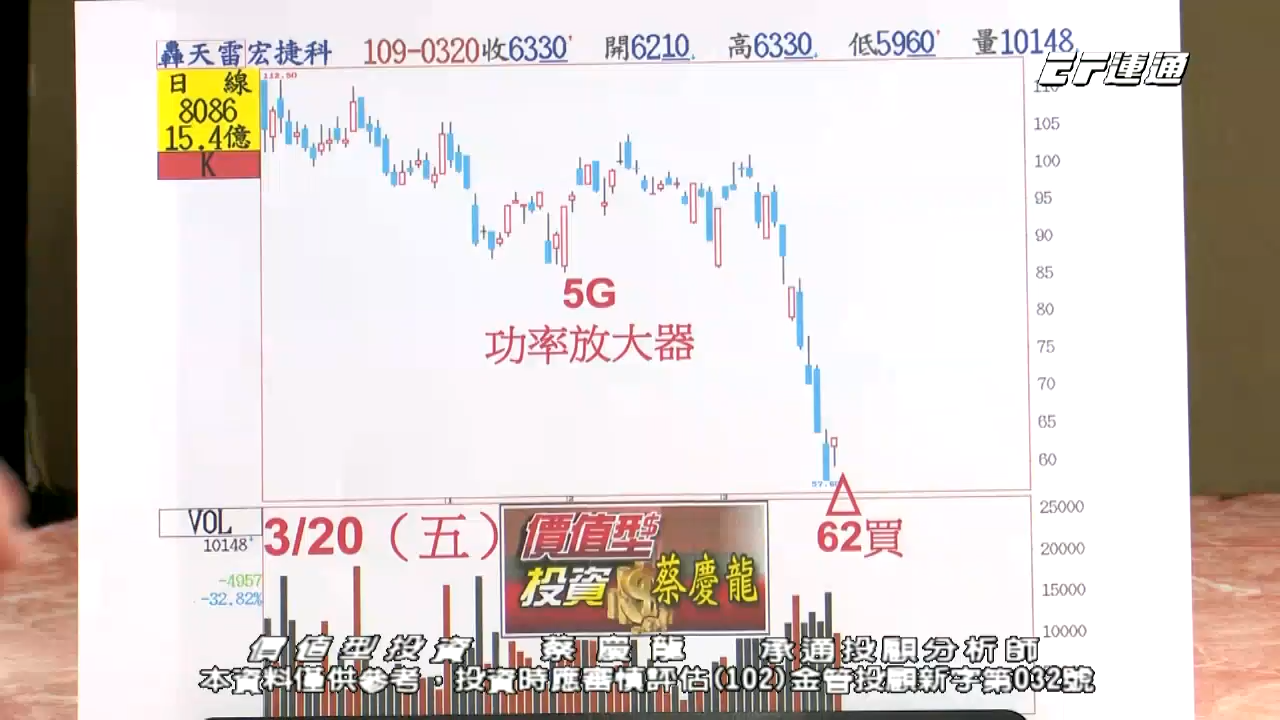 轟天雷宏捷科 109-0320收6330 開6210 高6330 低5960 量10148
ET運通
日 線
8086
15.4億
K
112.50
110
105
100
95
90
85
80
75
70
65
60
5G
功率放大器
62買
VOL
10148
-4957
-32.82%
3/20（五）
價值型$
投資 蔡慶龍
25000
20000
15000
10000
價值型投資 蔡慶龍 承通投顧分析師
本資料僅供參考，投資時應審慎評估(102)金管投顧新字第032號